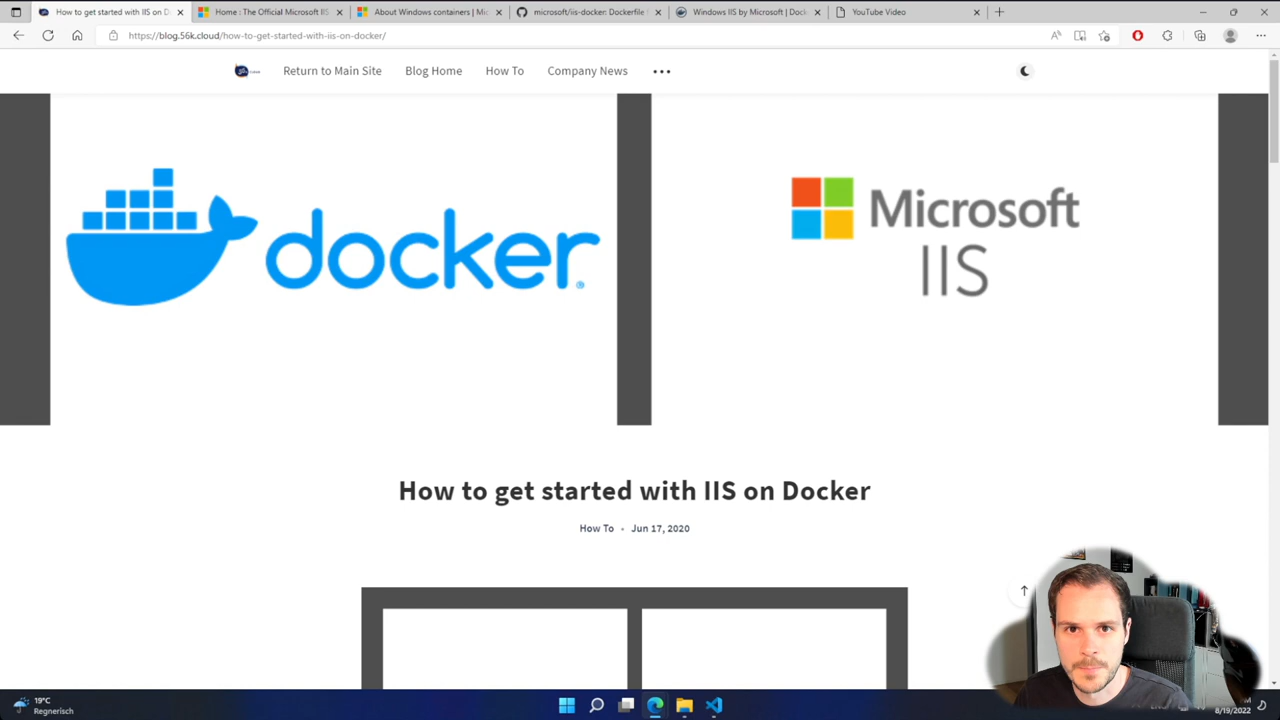 How to get started with IIS on D
Home : The Official Microsoft IIS
About Windows containers | Mic
microsoft/iis-docker: Dockerfile
Windows IIS by Microsoft | Dock
YouTube Video
https://blog.56k.cloud/how-to-get-started-with-iis-on-docker/
Return to Main Site
Blog Home
How To
Company News
docker
Microsoft
IIS
How to get started with IIS on Docker
How To • Jun 17, 2020
19°C
Regnerisch
8/19/2022